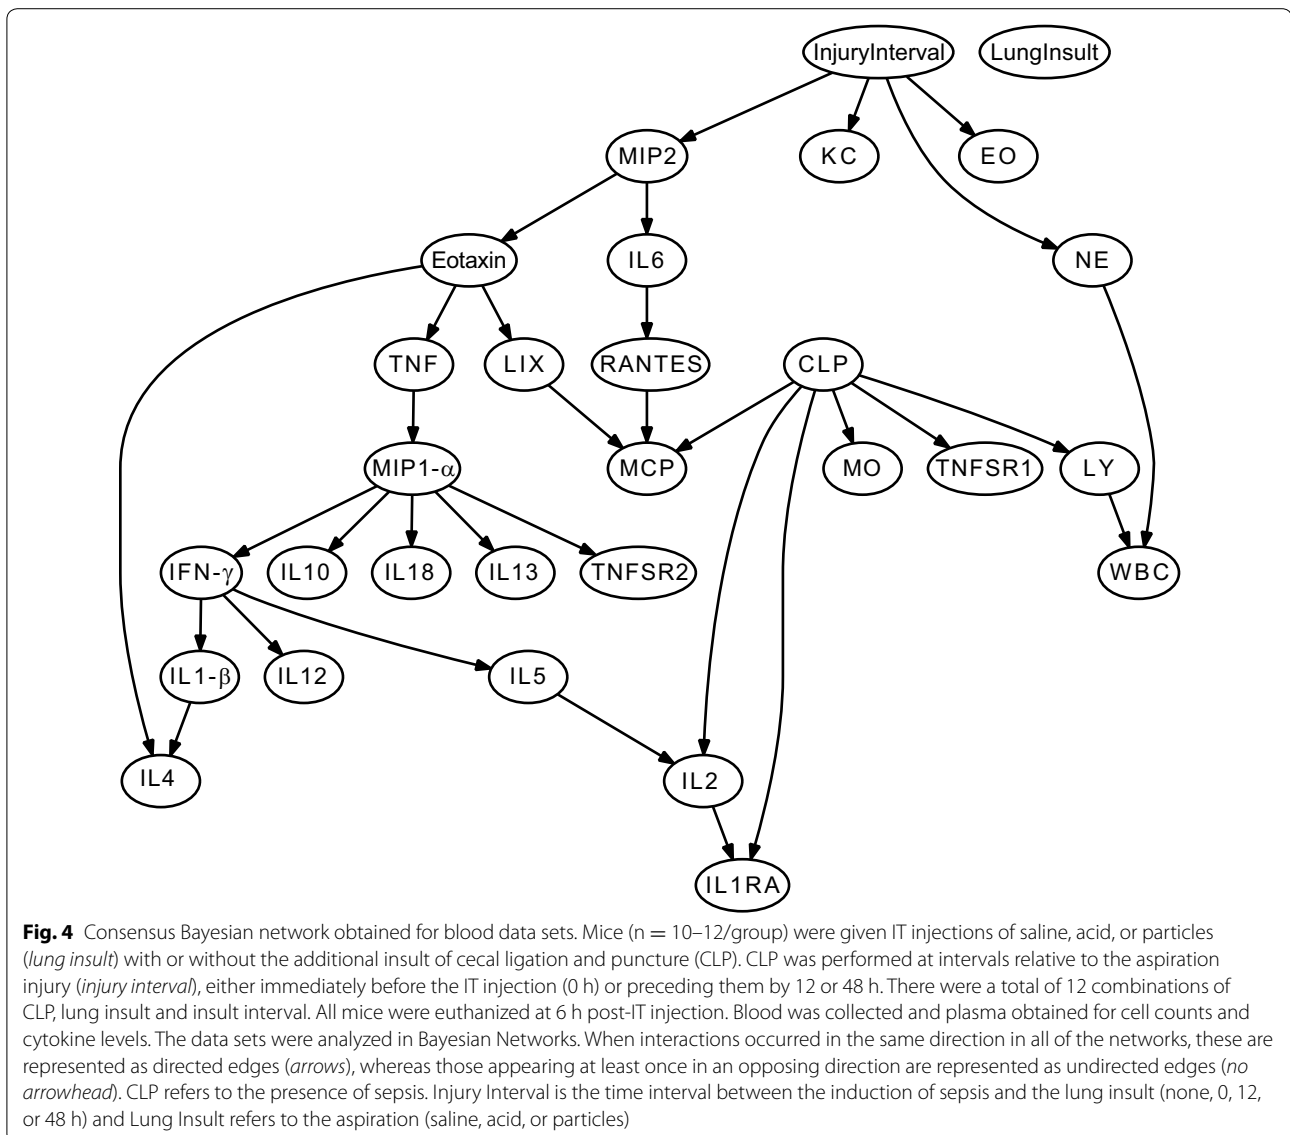 InjuryInterval LungInsult
MIP2 KC EO
Eotaxin IL6 NE
TNF LIX RANTES CLP
MIP1-α MCP MO TNFSR1 LY
IFN-γ IL10 IL18 IL13 TNFSR2 WBC
IL1-β IL12 IL5
IL4 IL2
IL1RA
Fig. 4 Consensus Bayesian network obtained for blood data sets. Mice (n = 10–12/group) were given IT injections of saline, acid, or particles
(lung insult) with or without the additional insult of cecal ligation and puncture (CLP). CLP was performed at intervals relative to the aspiration
injury (injury interval), either immediately before the IT injection (0 h) or preceding them by 12 or 48 h. There were a total of 12 combinations of
CLP, lung insult and insult interval. All mice were euthanized at 6 h post-IT injection. Blood was collected and plasma obtained for cell counts and
cytokine levels. The data sets were analyzed in Bayesian Networks. When interactions occurred in the same direction in all of the networks, these are
represented as directed edges (arrows), whereas those appearing at least once in an opposing direction are represented as undirected edges (no
arrowhead). CLP refers to the presence of sepsis. Injury Interval is the time interval between the induction of sepsis and the lung insult (none, 0, 12,
or 48 h) and Lung Insult refers to the aspiration (saline, acid, or particles)